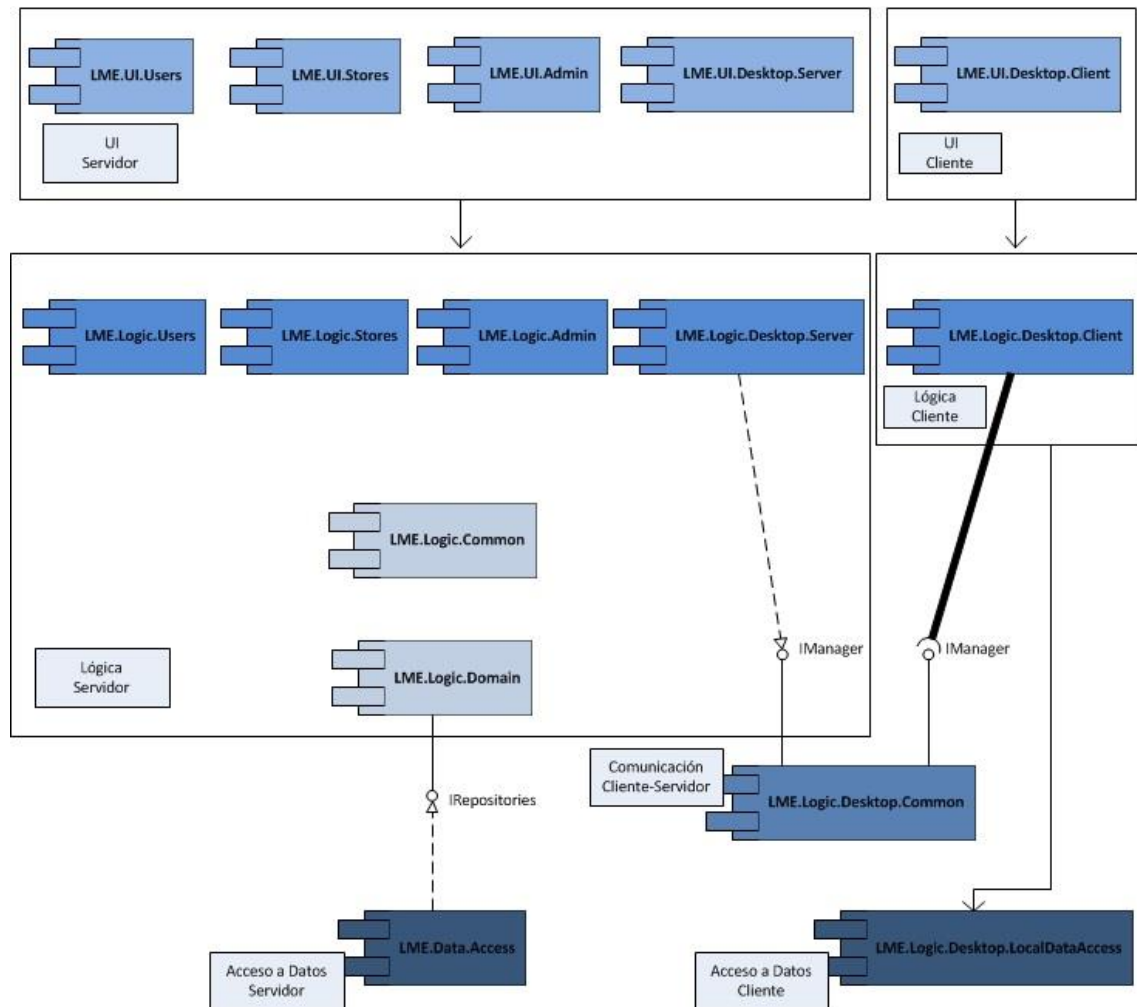 LME.UI.Users
LME.UI.Stores
LME.UI.Admin
LME.UI.Desktop.Server
LME.UI.Desktop.Client
UI
Servidor
UI
Cliente
LME.Logic.Users
LME.Logic.Stores
LME.Logic.Admin
LME.Logic.Desktop.Server
LME.Logic.Desktop.Client
Lógica
Cliente
LME.Logic.Common
IManager
IManager
LME.Logic.Domain
Lógica
Servidor
Comunicación
Cliente-Servidor
LME.Logic.Desktop.Common
IRepositories
LME.Data.Access
LME.Logic.Desktop.LocalDataAccess
Acceso a Datos
Servidor
Acceso a Datos
Cliente